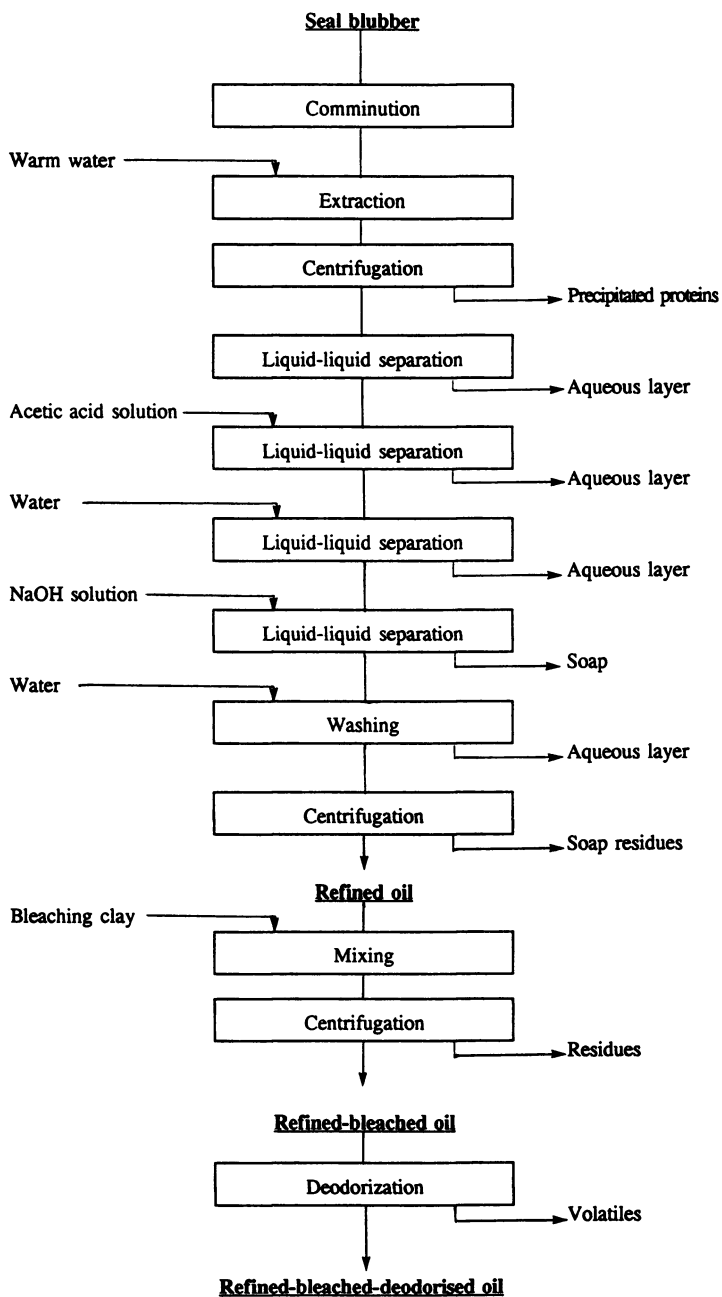 Seal blubber
Comminution
Warm water
Extraction
Centrifugation
Precipitated proteins
Liquid-liquid separation
Aqueous layer
Acetic acid solution
Liquid-liquid separation
Aqueous layer
Water
Liquid-liquid separation
Aqueous layer
NaOH solution
Liquid-liquid separation
Soap
Water
Washing
Aqueous layer
Centrifugation
Soap residues
Refined oil
Bleaching clay
Mixing
Centrifugation
Residues
Refined-bleached oil
Deodorization
Volatiles
Refined-bleached-deodorised oil